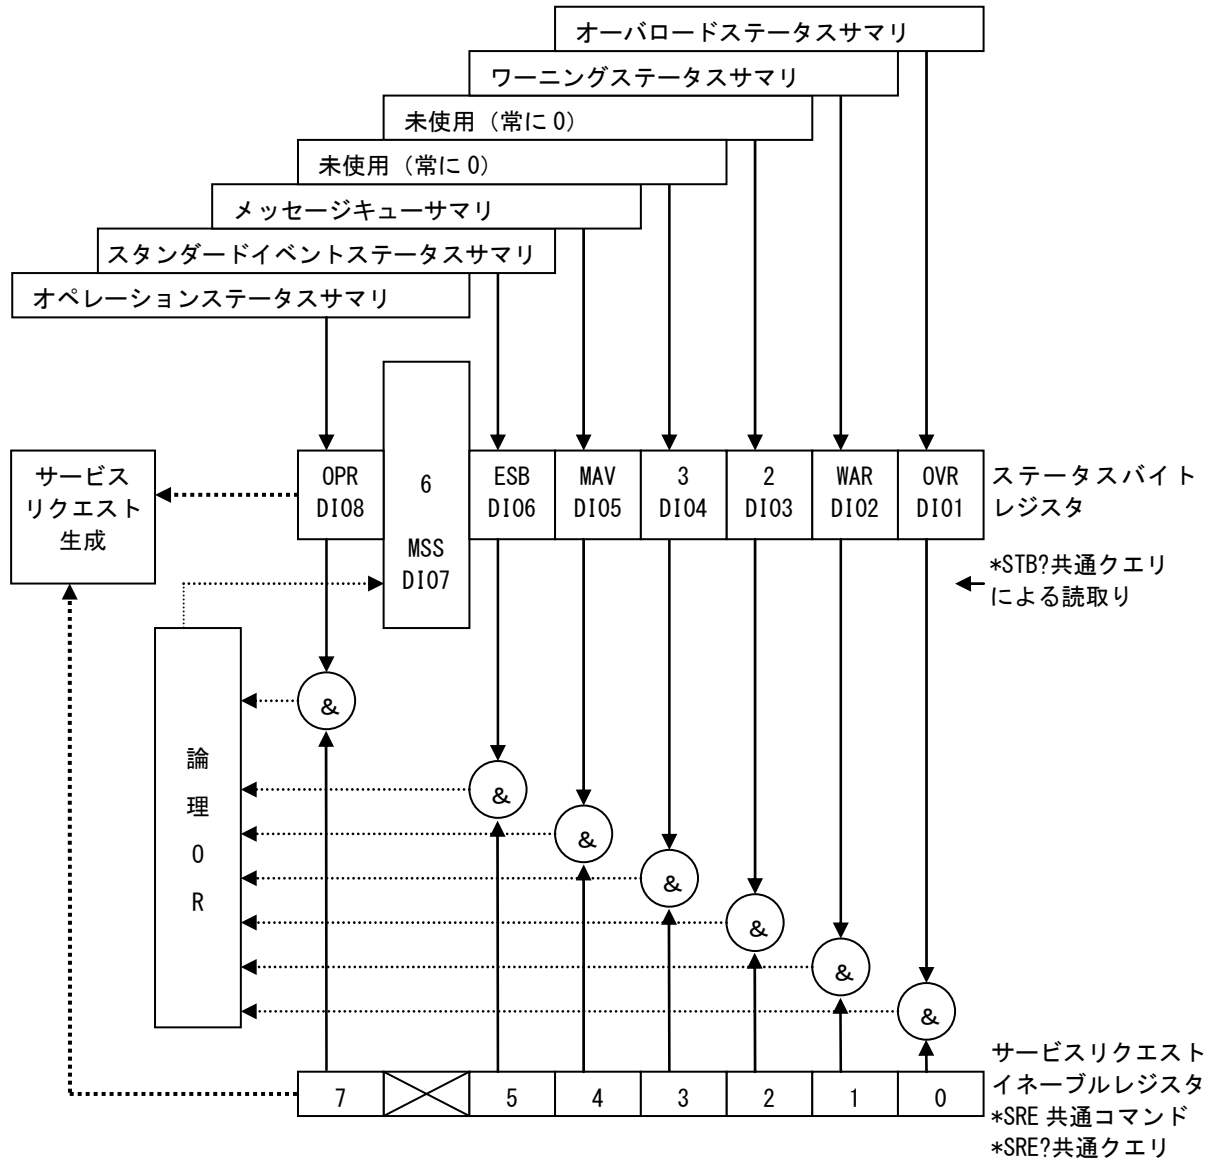 オーバロードステータスサマリ
ワーニングステータスサマリ
未使用（常に0）
未使用（常に0）
メッセージキューサマリ
スタンダードイベントステータスサマリ
オペレーションステータスサマリ
サービス
リクエスト
生成
OPR
DIO8
6
MSS
DIO7
ESB
DIO6
MAV
DIO5
3
DIO4
2
DIO3
WAR
DIO2
OVR
DIO1
ステータスバイト
レジスタ
*STB?共通クエリ
による読取り
論
理
O
R
&
&
&
&
&
&
&
7
5
4
3
2
1
0
サービスリクエスト
イネーブルレジスタ
*SRE 共通コマンド
*SRE?共通クエリ